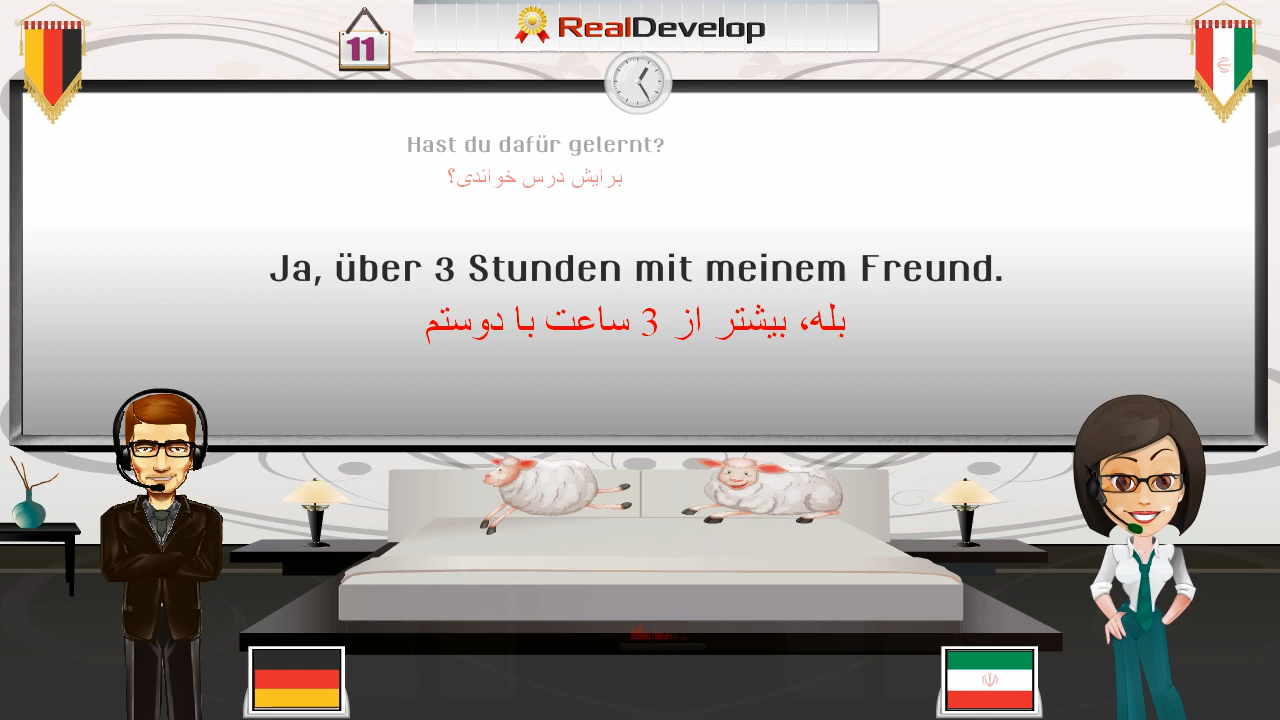 11
RealDevelop
Hast du dafür gelernt?
برایش درس خواندی؟
Ja, über 3 Stunden mit meinem Freund.
بله، بیشتر از 3 ساعت با دوستم